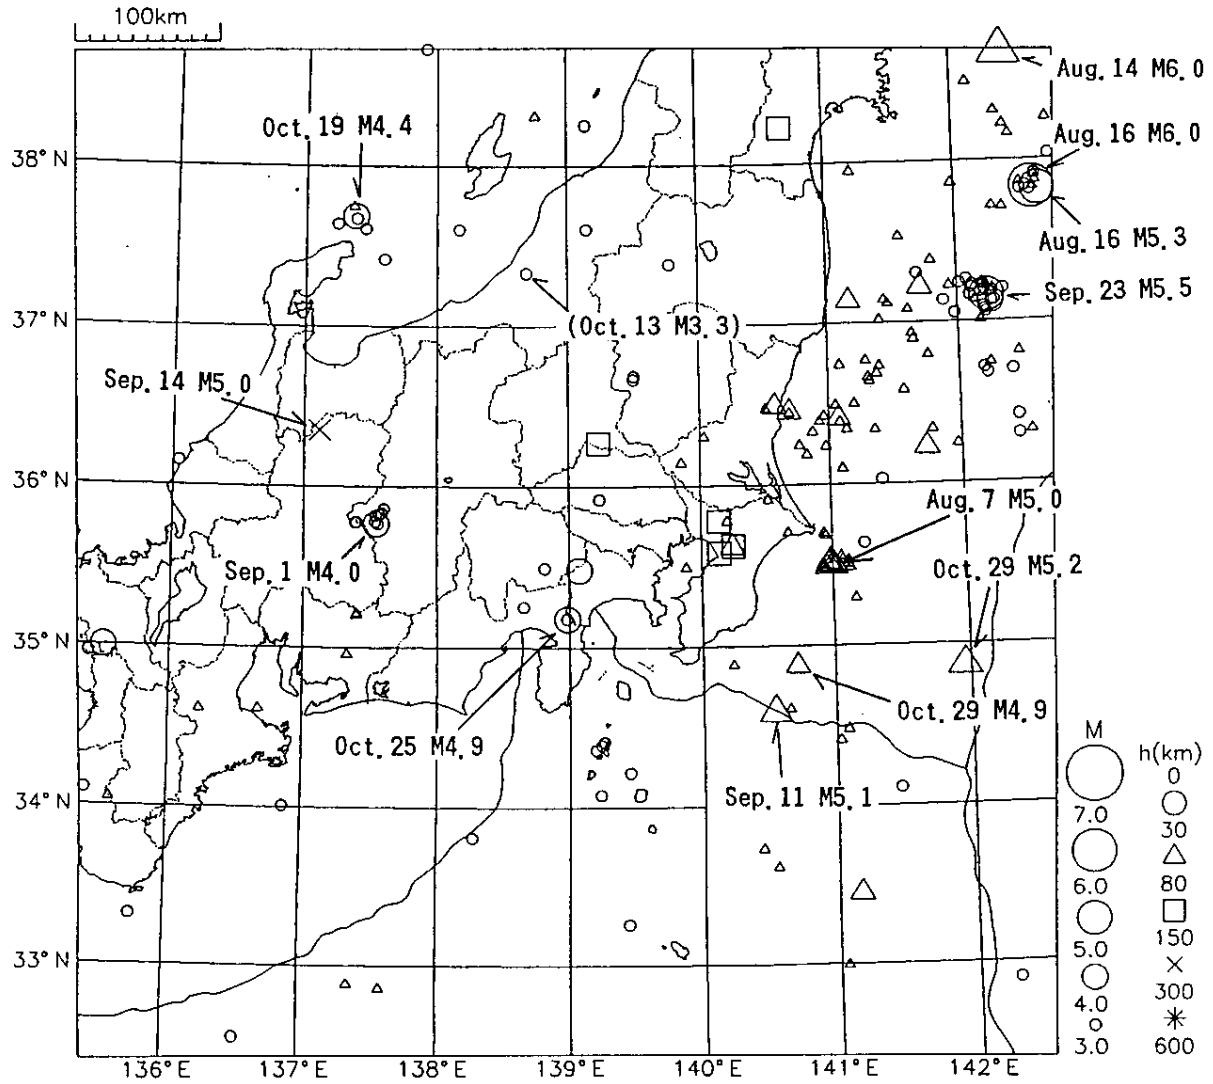 100km
Aug. 14 M6.0
Oct. 19 M4.4
Aug. 16 M6.0
38° N
Aug. 16 M5.3
Sep. 23 M5.5
37° N
(Oct. 13 M3.3)
Sep. 14 M5.0
36° N
Aug. 7 M5.0
Sep. 1 M4.0
Oct. 29 M5.2
35° N
Oct. 29 M4.9
Oct. 25 M4.9
M
h(km)
0
34° N
Sep. 11 M5.1
7.0
30
6.0
80
5.0
150
33° N
4.0
300
3.0
600
136°E
137°E
138°E
139°E
140°E
141°E
142°E